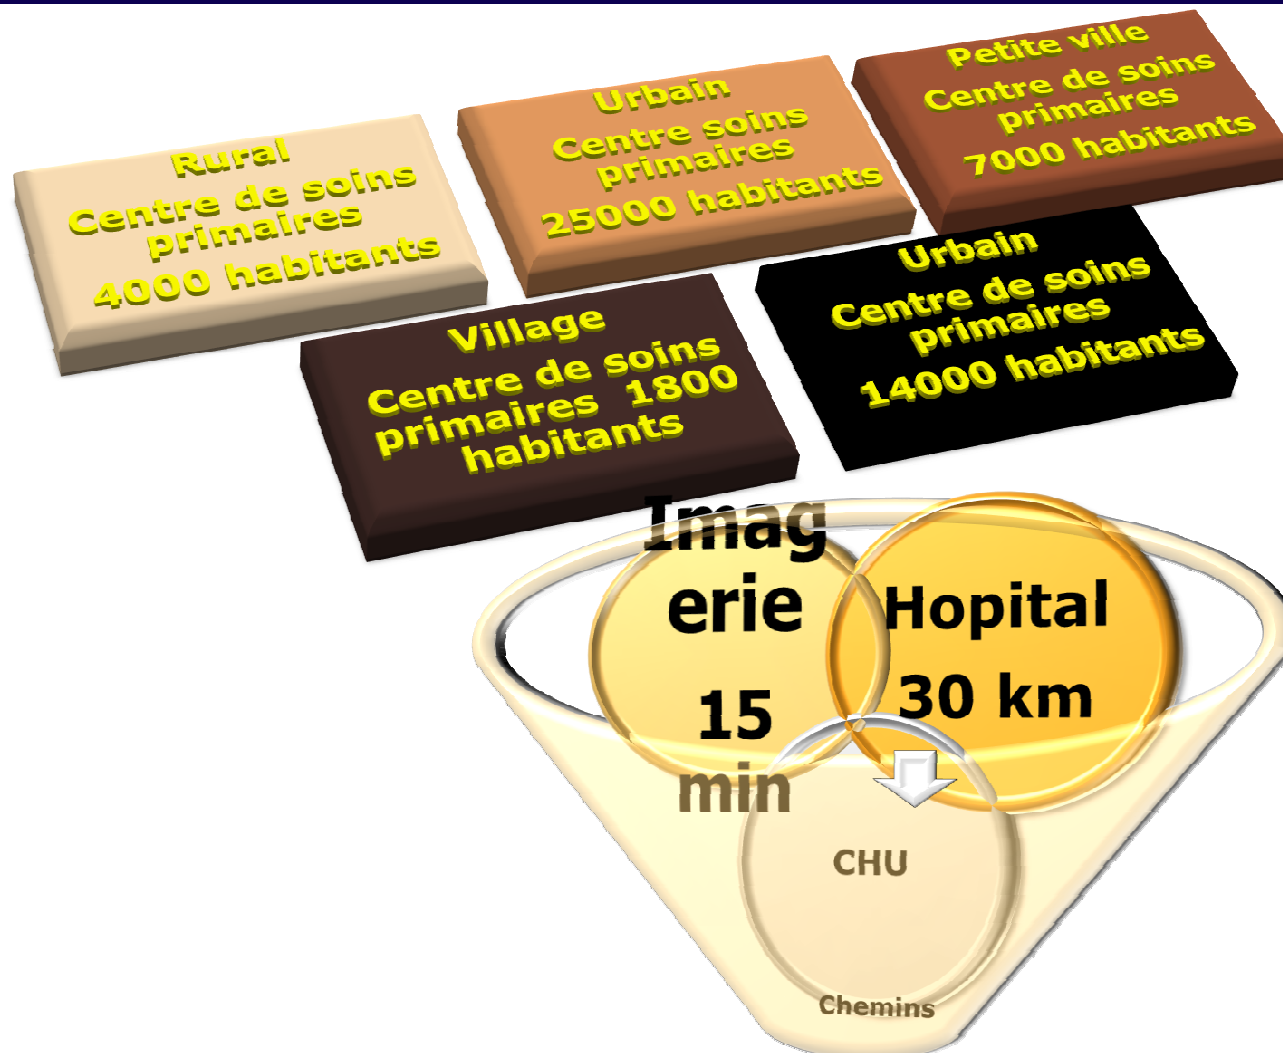 Rural
Centre de soins
primaires
4000 habitants
Urbain
Centre soins
primaires
25000 habitants
Petite ville
Centre de soins
primaires
7000 habitants
Village
Centre de soins
primaires 1800
habitants
Urbain
Centre de soins
primaires
14000 habitants
Imag
erie
15
min
Hopital
30 km
CHU
Chemins